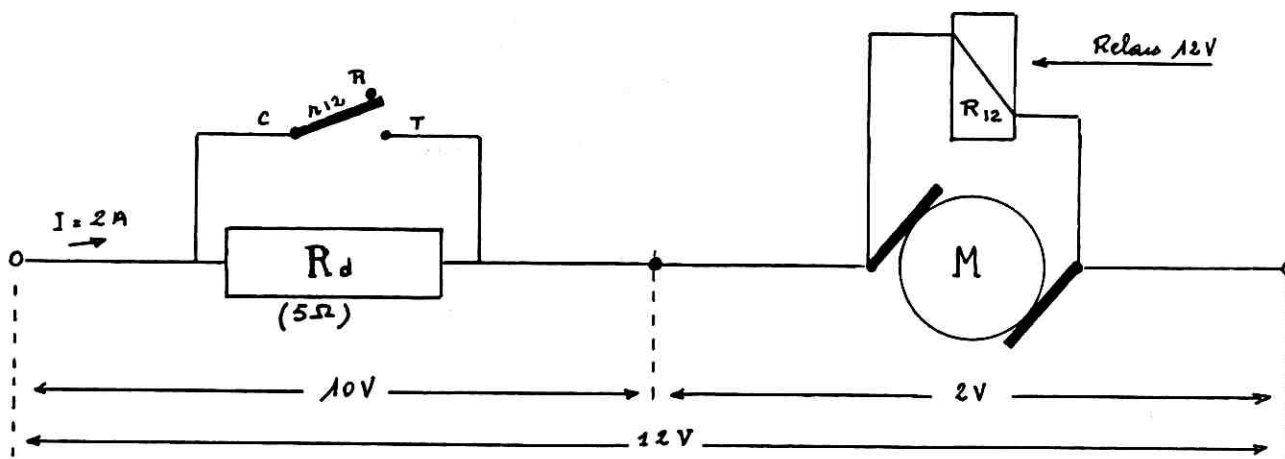 Relais 12V
R
r12
C
T
R12
I = 2A
Rd
M
(5Ω)
10V
2V
12V